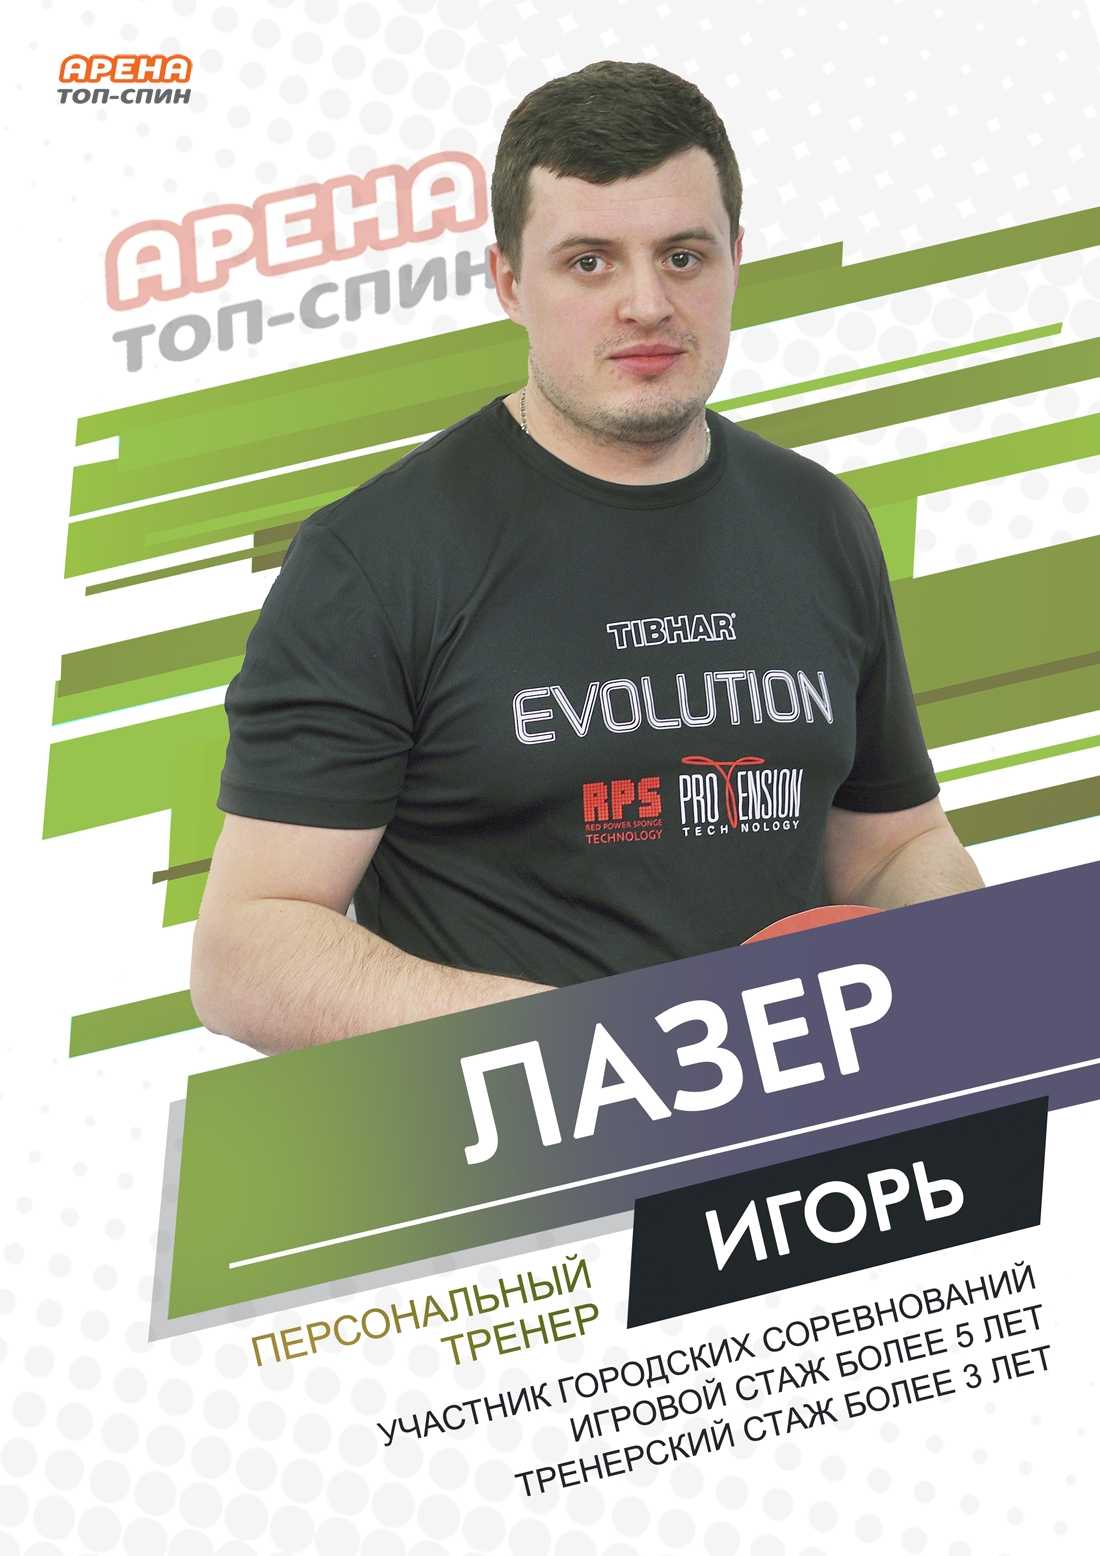 АРЕНА
ТОП-СПИН
АРЕНА
ТОП-СПИН
TIBHAR®
EVOLUTION
RPS
RED POWER SPONGE
TECHNOLOGY
PROTENSION
TECHNOLOGY
ЛАЗЕР
ИГОРЬ
ПЕРСОНАЛЬНЫЙ
ТРЕНЕР
УЧАСТНИК ГОРОДСКИХ СОРЕВНОВАНИЙ
ИГРОВОЙ СТАЖ БОЛЕЕ 5 ЛЕТ
ТРЕНЕРСКИЙ СТАЖ БОЛЕЕ 3 ЛЕТ